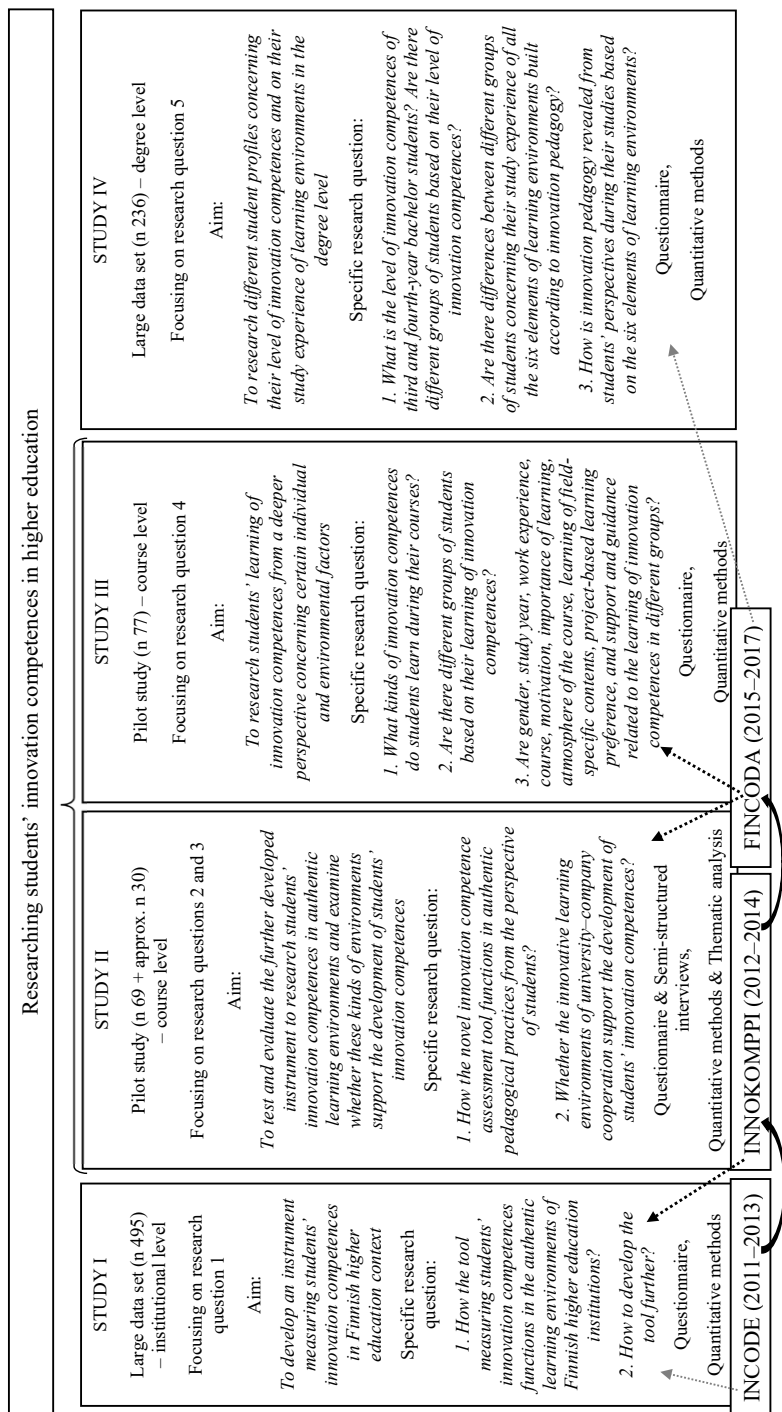 Researching students’ innovation competences in higher education
STUDY I
Large data set (n 495)
– institutional level
Focusing on research
question 1
Aim:
To develop an instrument
measuring students’
innovation competences
in Finnish higher
education context
Specific research
question:
1. How the tool
measuring students’
innovation competences
functions in the authentic
learning environments of
Finnish higher education
institutions?
2. How to develop the
tool further?
Questionnaire,
Quantitative methods
STUDY II
Pilot study (n 69 + approx. n 30)
– course level
Focusing on research questions 2 and 3
Aim:
To test and evaluate the further developed
instrument to research students’
innovation competences in authentic
learning environments and examine
whether these kinds of environments
support the development of students’
innovation competences
Specific research question:
1. How the novel innovation competence
assessment tool functions in authentic
pedagogical practices from the perspective
of students?
2. Whether the innovative learning
environments of university–company
cooperation support the development of
students’ innovation competences?
Questionnaire & Semi-structured
interviews,
Quantitative methods & Thematic analysis
STUDY III
Pilot study (n 77) – course level
Focusing on research question 4
Aim:
To research students’ learning of
innovation competences from a deeper
perspective concerning certain individual
and environmental factors
Specific research question:
1. What kinds of innovation competences
do students learn during their courses?
2. Are there different groups of students
based on their learning of innovation
competences?
3. Are gender, study year, work experience,
course, motivation, importance of learning,
atmosphere of the course, learning of field-
specific contents, project-based learning
preference, and support and guidance
related to the learning of innovation
competences in different groups?
Questionnaire,
Quantitative methods
STUDY IV
Large data set (n 236) – degree level
Focusing on research question 5
Aim:
To research different student profiles concerning
their level of innovation competences and on their
study experience of learning environments in the
degree level
Specific research question:
1. What is the level of innovation competences of
third and fourth-year bachelor students? Are there
different groups of students based on their level of
innovation competences?
2. Are there differences between different groups
of students concerning their study experience of all
the six elements of learning environments built
according to innovation pedagogy?
3. How is innovation pedagogy revealed from
students’ perspectives during their studies based
on the six elements of learning environments?
Questionnaire,
Quantitative methods
INCODE (2011–2013)
INNOKOMPPI (2012–2014)
FINCODA (2015–2017)